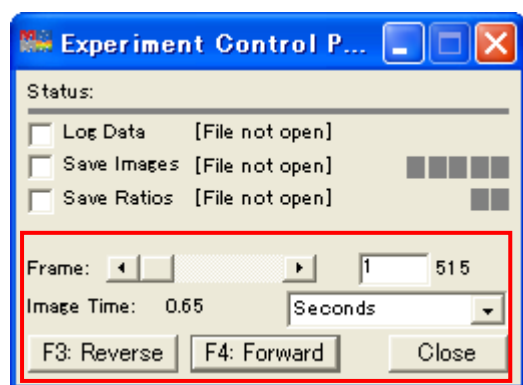 Experiment Control P...
Status:
Log Data [File not open]
Save Images [File not open]
Save Ratios [File not open]
Frame: 1 515
Image Time: 0.65 Seconds
F3: Reverse F4: Forward Close